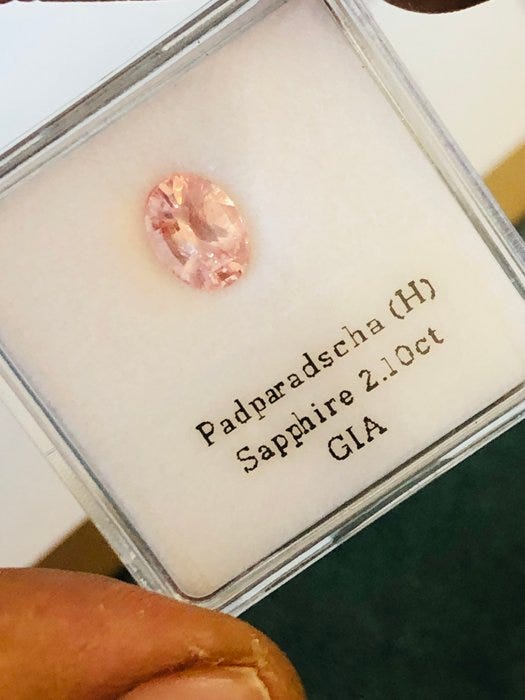 Padparadscha (H)
Sapphire 2.10ct
GIA